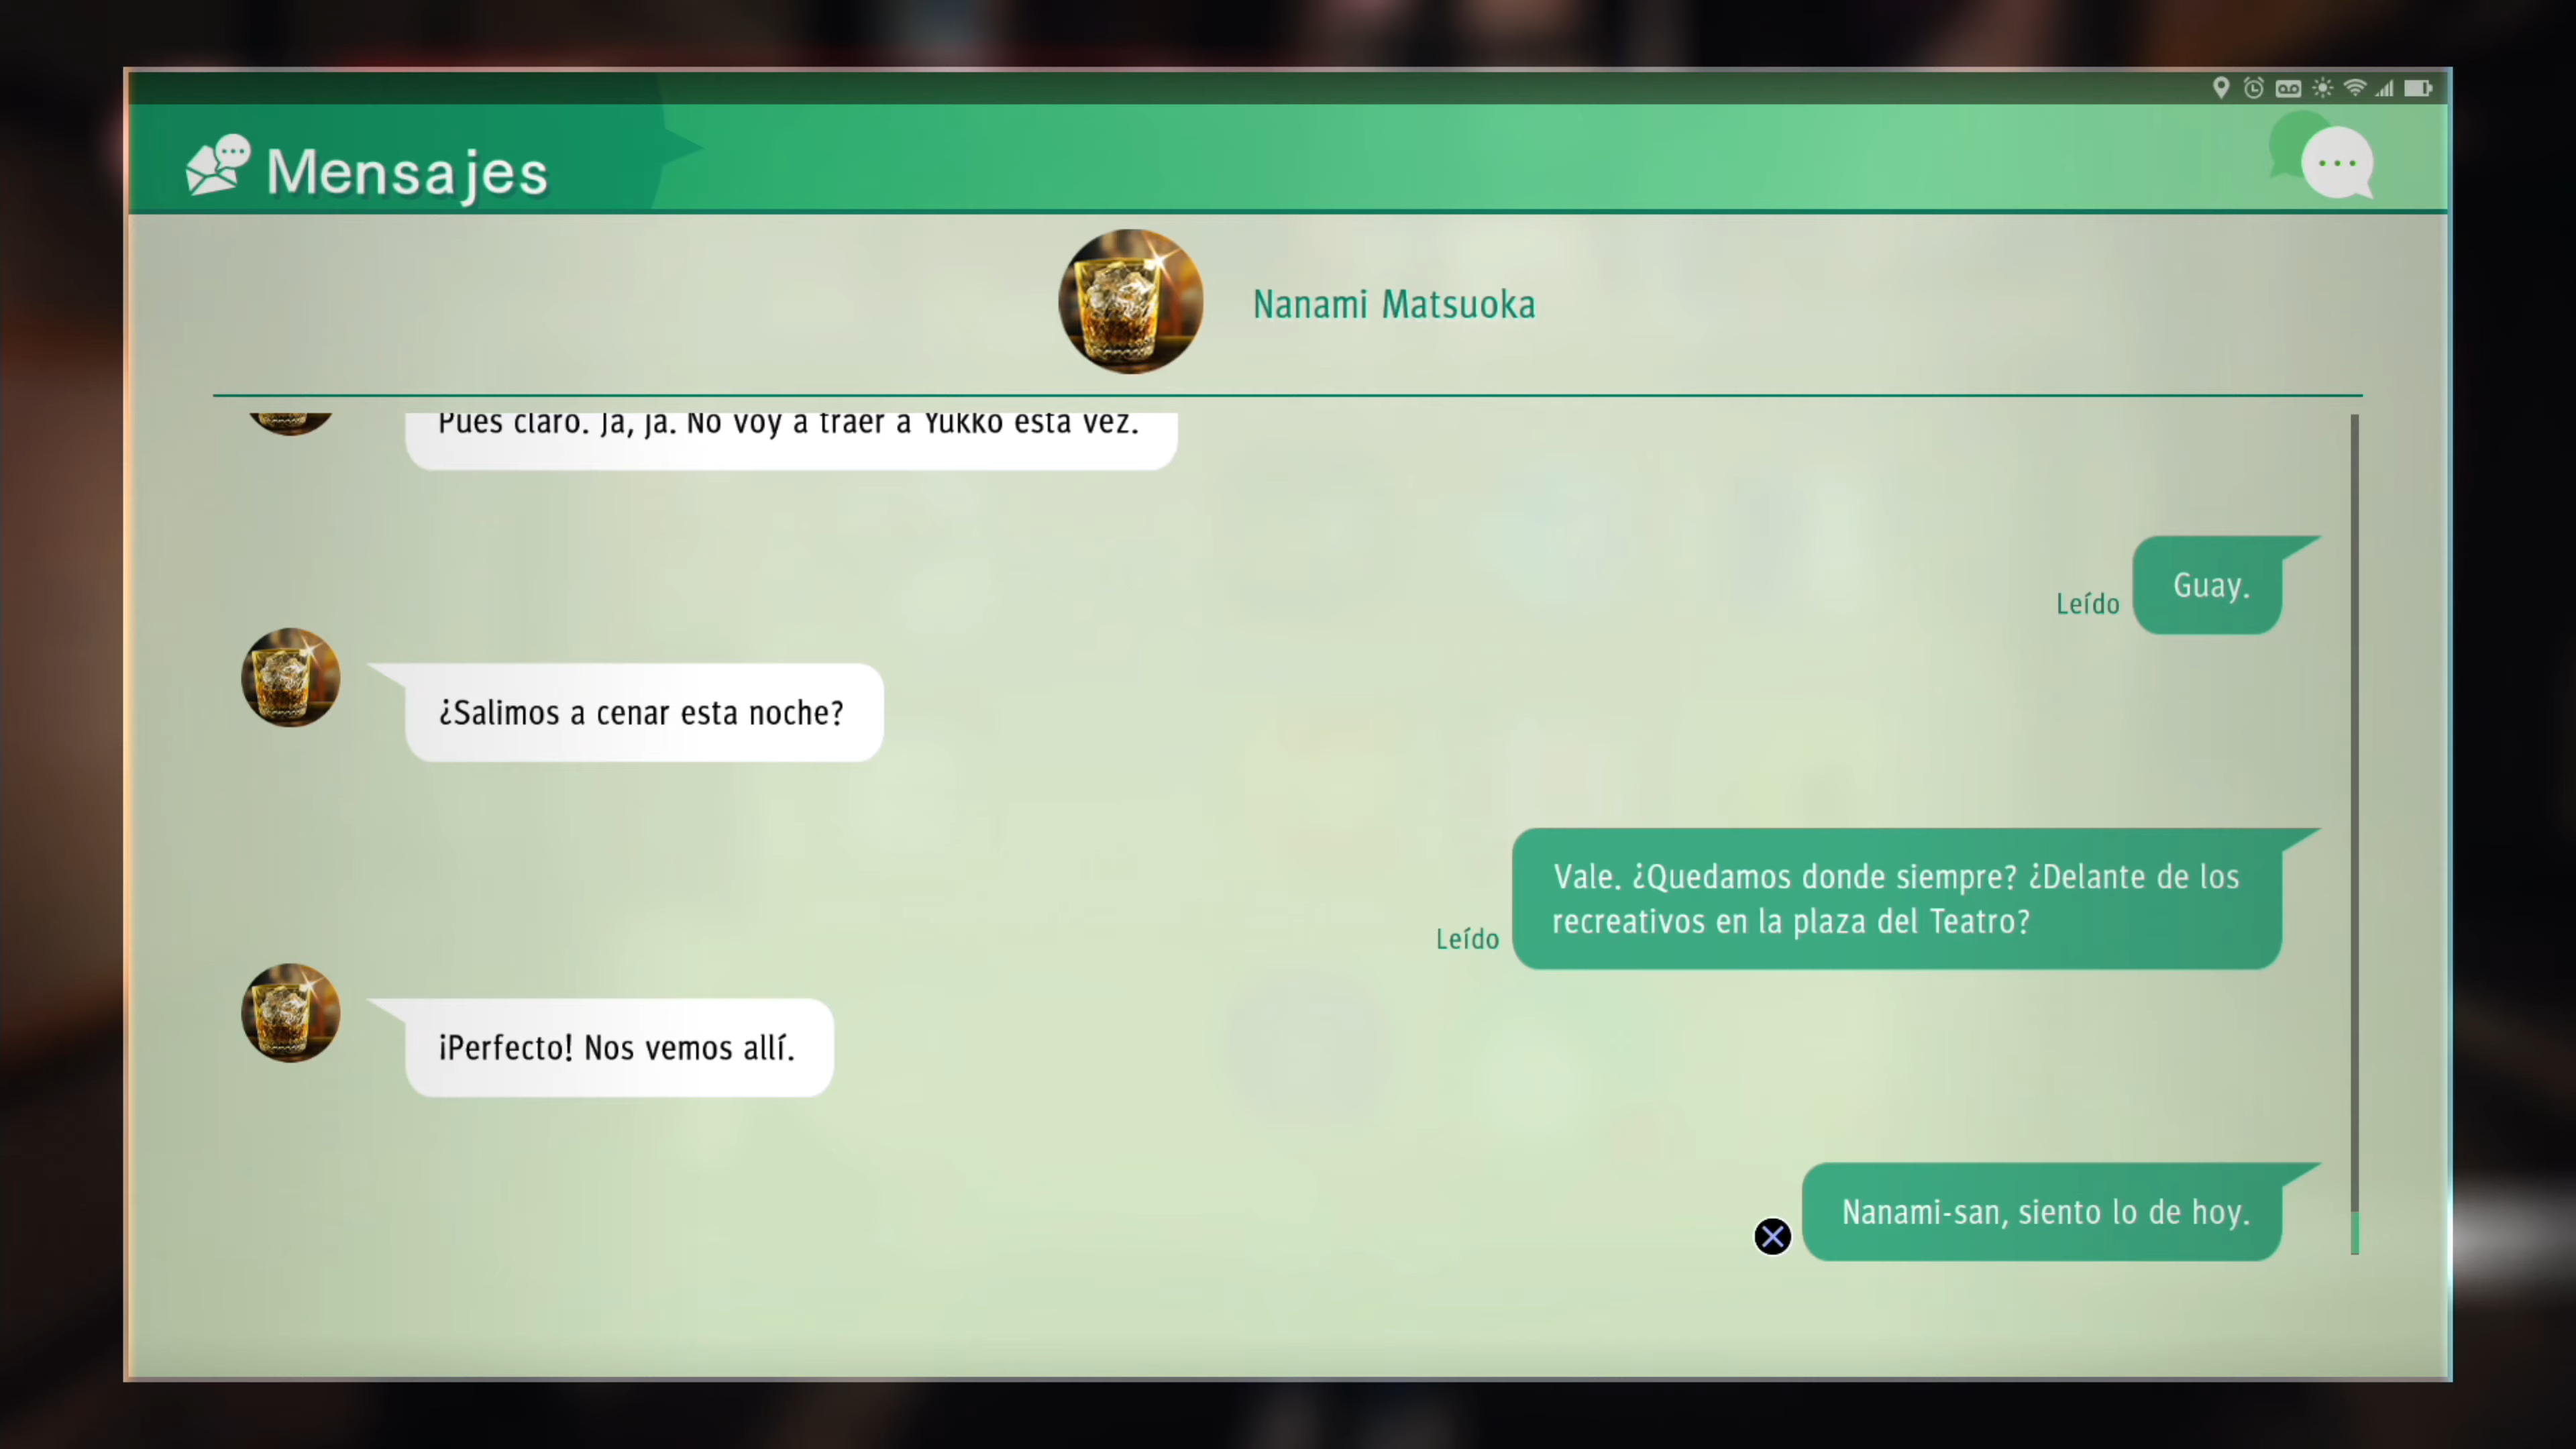 Mensajes
Nanami Matsuoka
Pues claro. Ja, ja. No voy a traer a Yukko esta vez.
Guay.
Leído
¿Salimos a cenar esta noche?
Vale. ¿Quedamos donde siempre? ¿Delante de los
recreativos en la plaza del Teatro?
Leído
¡Perfecto! Nos vemos allí.
Nanami-san, siento lo de hoy.